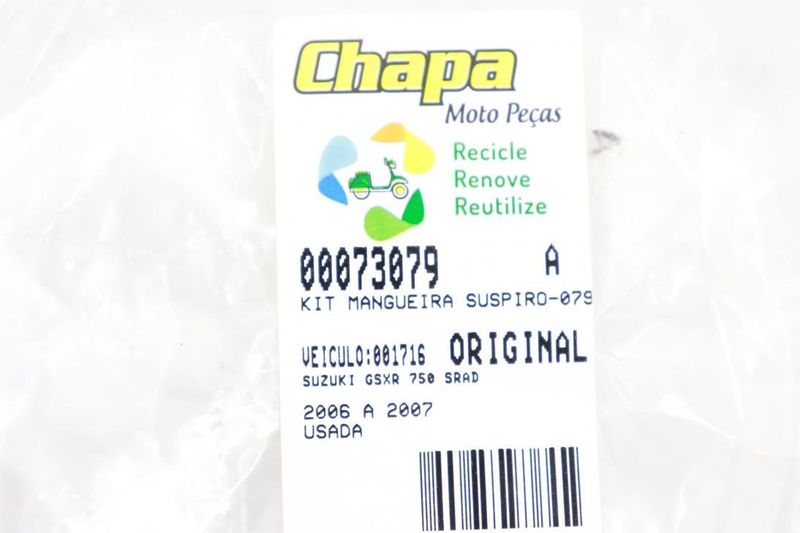 Chapa
Moto Peças
Recicle
Renove
Reutilize
00073079 A
KIT MANGUEIRA SUSPIRO-079
VEICULO:001716 ORIGINAL
SUZUKI GSXR 750 SRAD
2006 A 2007
USADA